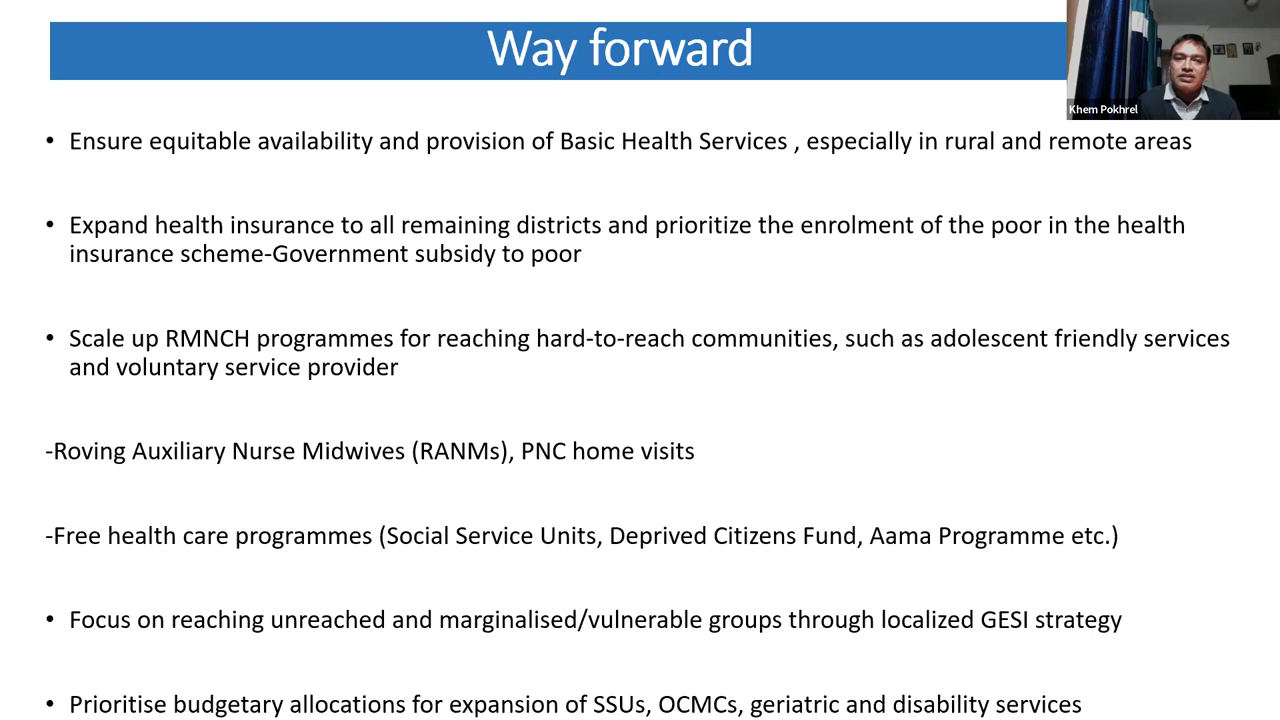 Way forward
Khem Pokhrel
• Ensure equitable availability and provision of Basic Health Services , especially in rural and remote areas
• Expand health insurance to all remaining districts and prioritize the enrolment of the poor in the health
insurance scheme-Government subsidy to poor
• Scale up RMNCH programmes for reaching hard-to-reach communities, such as adolescent friendly services
and voluntary service provider
-Roving Auxiliary Nurse Midwives (RANMs), PNC home visits
-Free health care programmes (Social Service Units, Deprived Citizens Fund, Aama Programme etc.)
• Focus on reaching unreached and marginalised/vulnerable groups through localized GESI strategy
• Prioritise budgetary allocations for expansion of SSUs, OCMCs, geriatric and disability services